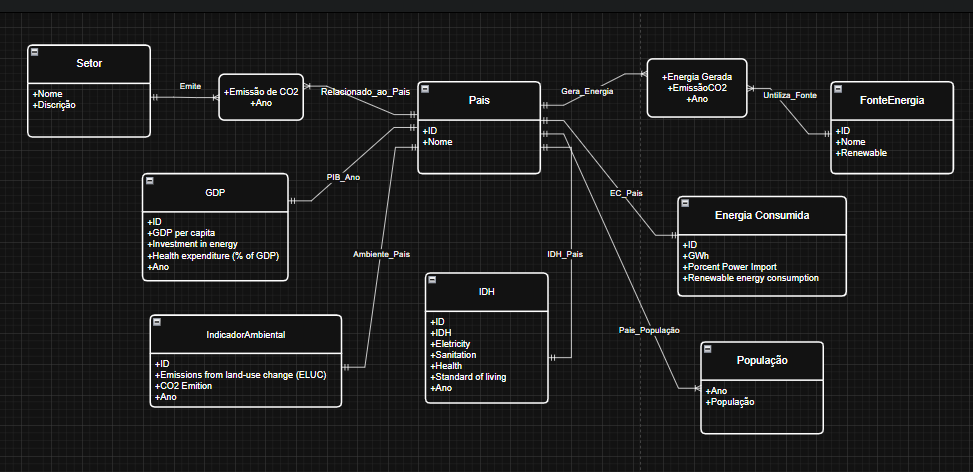 Setor
+Nome
+Discrição
Emite
+Emissão de CO2
+Ano
Relacionado_ao_Pais
Pais
+ID
+Nome
Gera_Energia
+Energia Gerada
+EmissãoCO2
+Ano
Untiliza_Fonte
FonteEnergia
+ID
+Nome
+Renewable
GDP
+ID
+GDP per capita
+Investment in energy
+Health expenditure (% of GDP)
+Ano
PIB_Ano
EC_Pais
Energia Consumida
+ID
+GWh
+Porcent Power Import
+Renewable energy consumption
Ambiente_Pais
IDH_Pais
IDH
+ID
+IDH
+Eletricity
+Sanitation
+Health
+Standard of living
+Ano
IndicadorAmbiental
+ID
+Emissions from land-use change (ELUC)
+CO2 Emition
+Ano
Pais_População
População
+Ano
+População